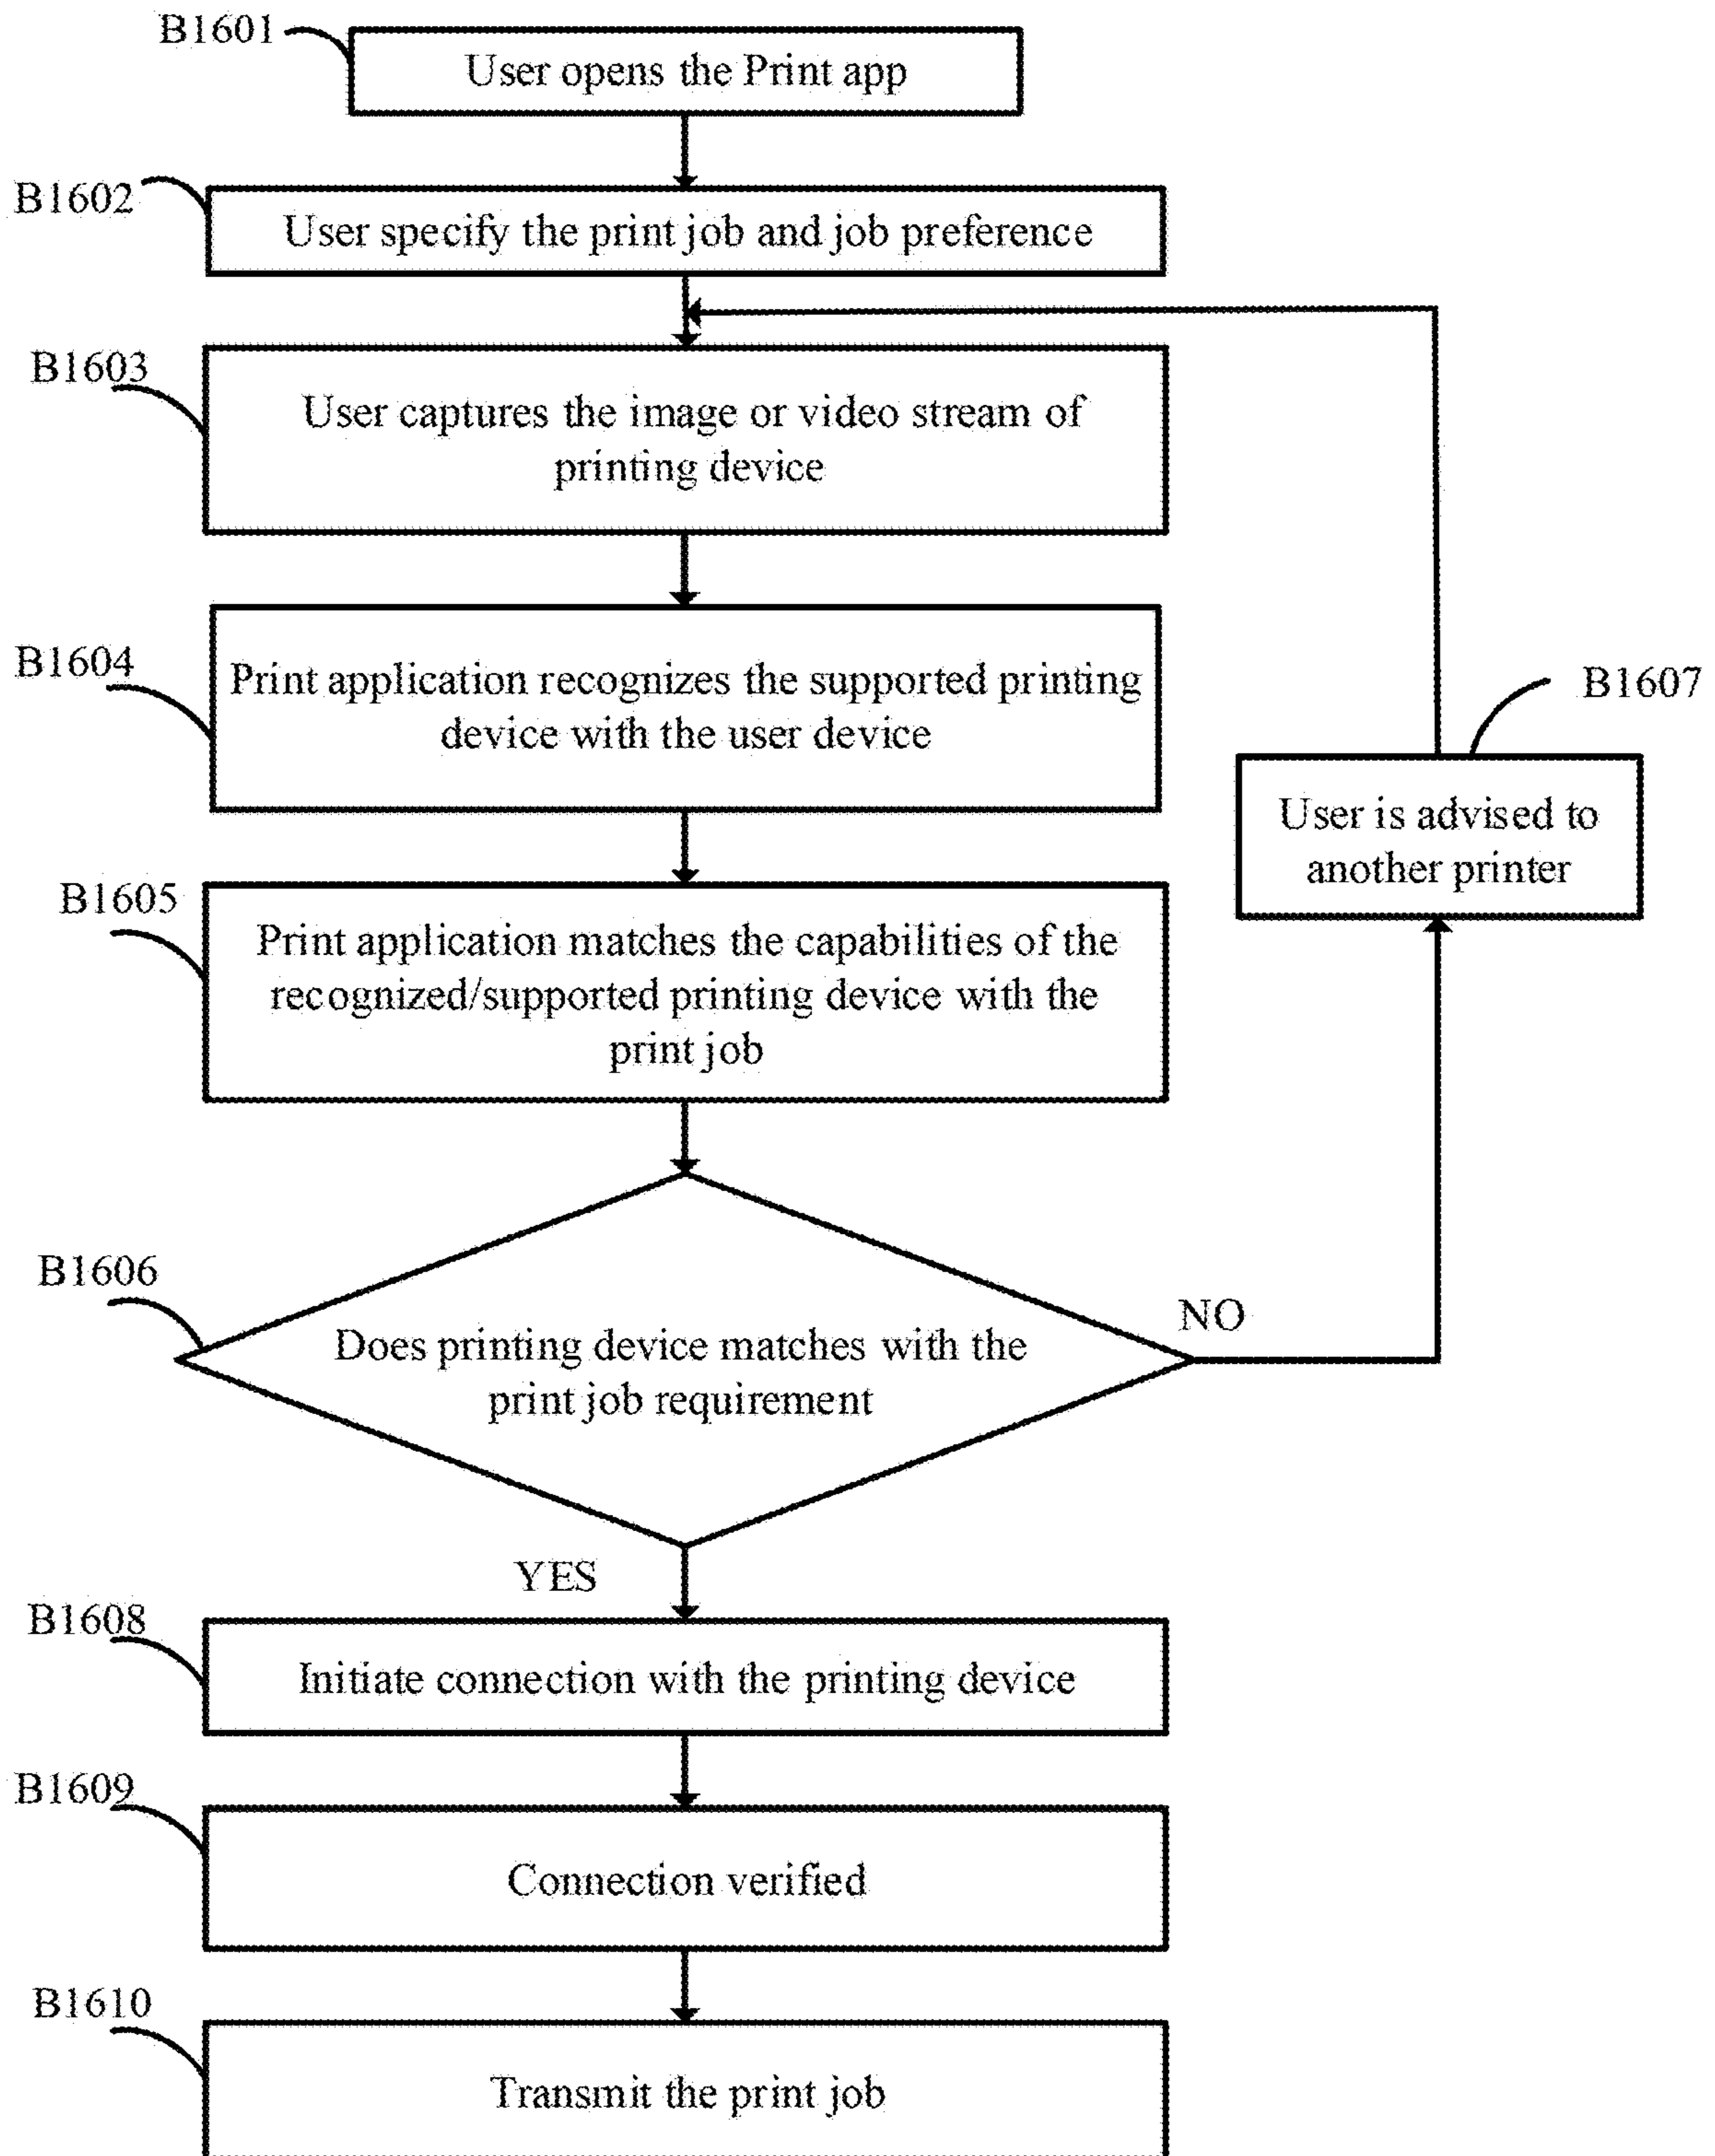 B1601
User opens the Print app
B1602
User specify the print job and job preference
B1603
User captures the image or video stream of
printing device
B1604
Print application recognizes the supported printing
device with the user device
B1607
User is advised to
another printer
B1605
Print application matches the capabilities of the
recognized/supported printing device with the
print job
B1606
Does printing device matches with the
print job requirement
NO
YES
B1608
Initiate connection with the printing device
B1609
Connection verified
B1610
Transmit the print job